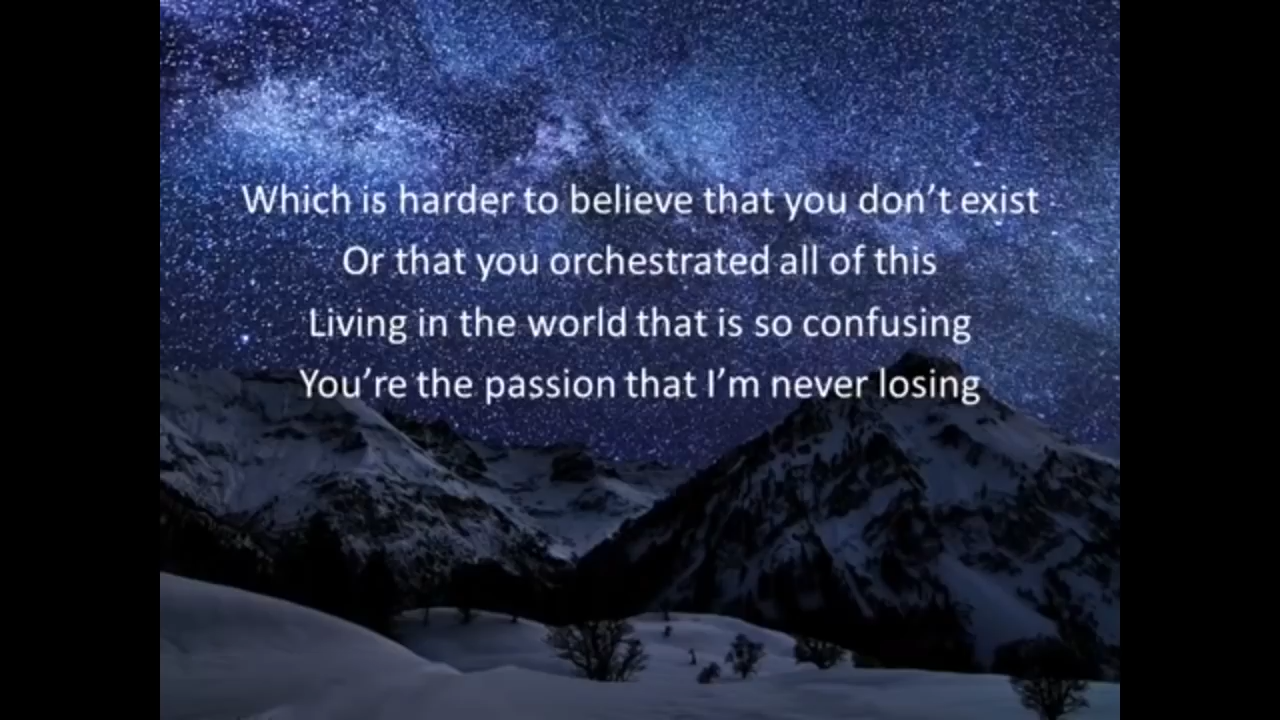 Which is harder to believe that you don’t exist
Or that you orchestrated all of this
Living in the world that is so confusing
You’re the passion that I’m never losing